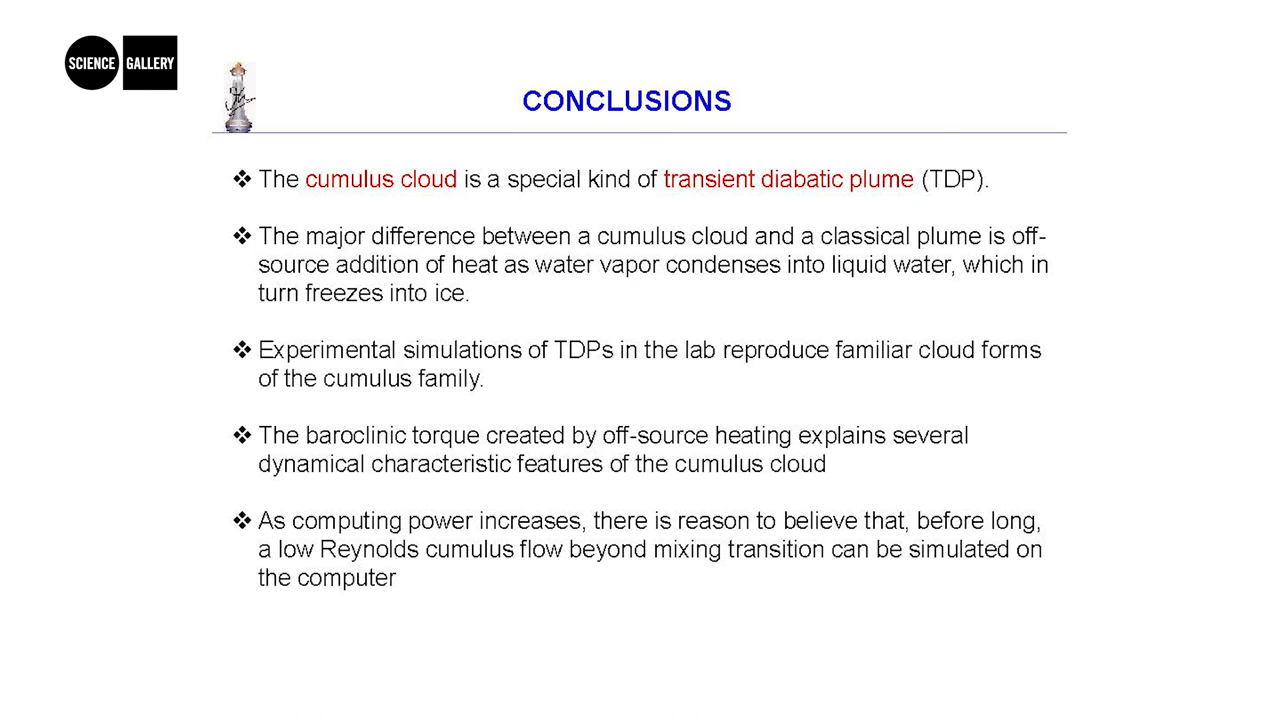 SCIENCE GALLERY
CONCLUSIONS
❖ The cumulus cloud is a special kind of transient diabatic plume (TDP).
❖ The major difference between a cumulus cloud and a classical plume is off-
source addition of heat as water vapor condenses into liquid water, which in
turn freezes into ice.
❖ Experimental simulations of TDPs in the lab reproduce familiar cloud forms
of the cumulus family.
❖ The baroclinic torque created by off-source heating explains several
dynamical characteristic features of the cumulus cloud
❖ As computing power increases, there is reason to believe that, before long,
a low Reynolds cumulus flow beyond mixing transition can be simulated on
the computer